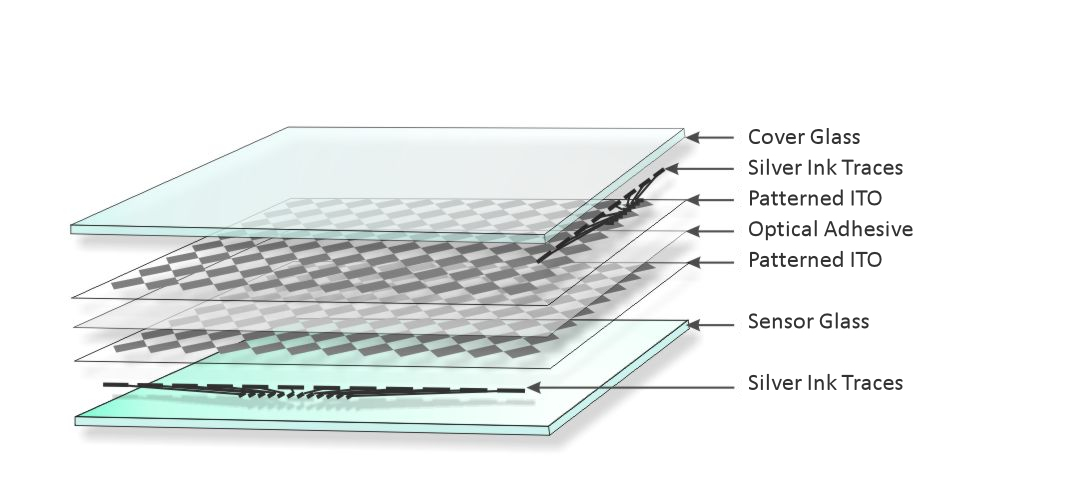 Cover Glass
Silver Ink Traces
Patterned ITO
Optical Adhesive
Patterned ITO
Sensor Glass
Silver Ink Traces